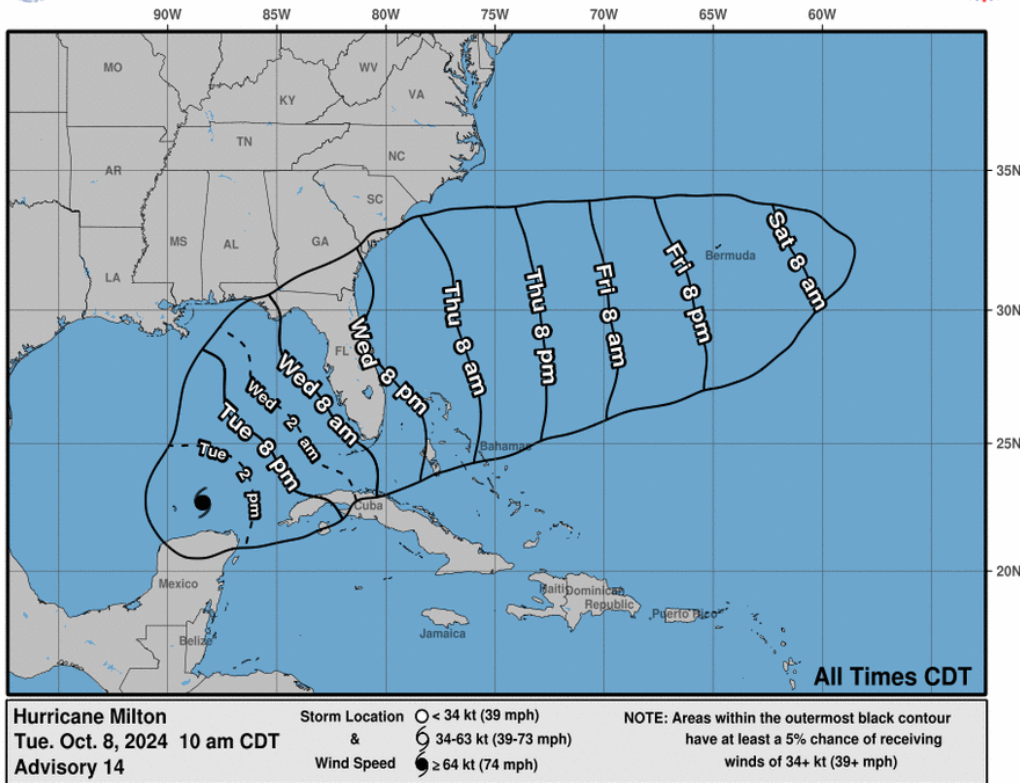 90W 85W 80W 75W 70W 65W 60W
MO
WV
KY
VA
TN
NC
AR
35N
SC
MS
AL
GA
LA
Bermuda
Sat 8 am
Fri 8 pm
Fri 8 am
Thu 8 pm
Thu 8 am
30N
FL
Wed 8 pm
Wed 8 am
Wed 2 am
Tue 8 pm
Tue 2 pm
25N
Bahamas
Cuba
20N
Mexico
Haiti
Dominican
Republic
Puerto Rico
Jamaica
Belize
All Times CDT
Hurricane Milton
Tue. Oct. 8, 2024 10 am CDT
Advisory 14
Storm Location
&
Wind Speed
< 34 kt (39 mph)
34-63 kt (39-73 mph)
≥ 64 kt (74 mph)
NOTE: Areas within the outermost black contour
have at least a 5% chance of receiving
winds of 34+ kt (39+ mph)